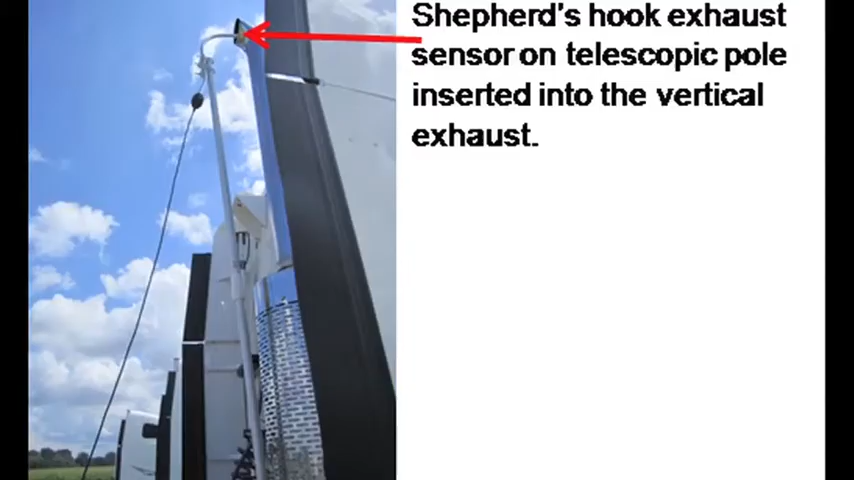 Shepherd's hook exhaust
sensor on telescopic pole
inserted into the vertical
exhaust.